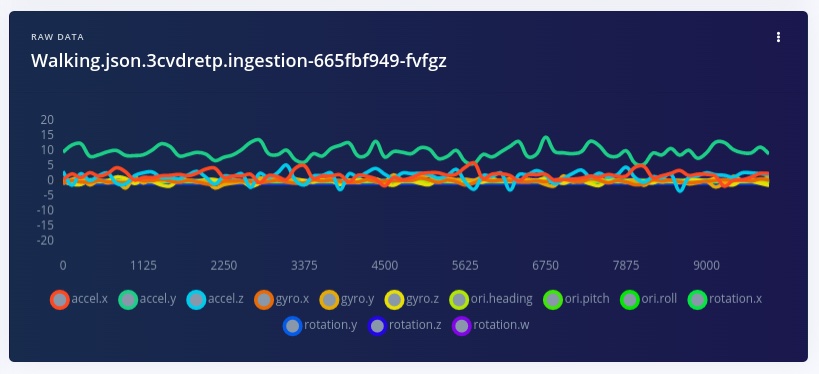 RAW DATA
Walking.json.3cvdretp.ingestion-665fbf949-fvfgz
20
15
10
5
0
-5
-10
-15
-20
0 1125 2250 3375 4500 5625 6750 7875 9000
accel.x accel.y accel.z gyro.x gyro.y gyro.z ori.heading ori.pitch ori.roll rotation.x
rotation.y rotation.z rotation.w